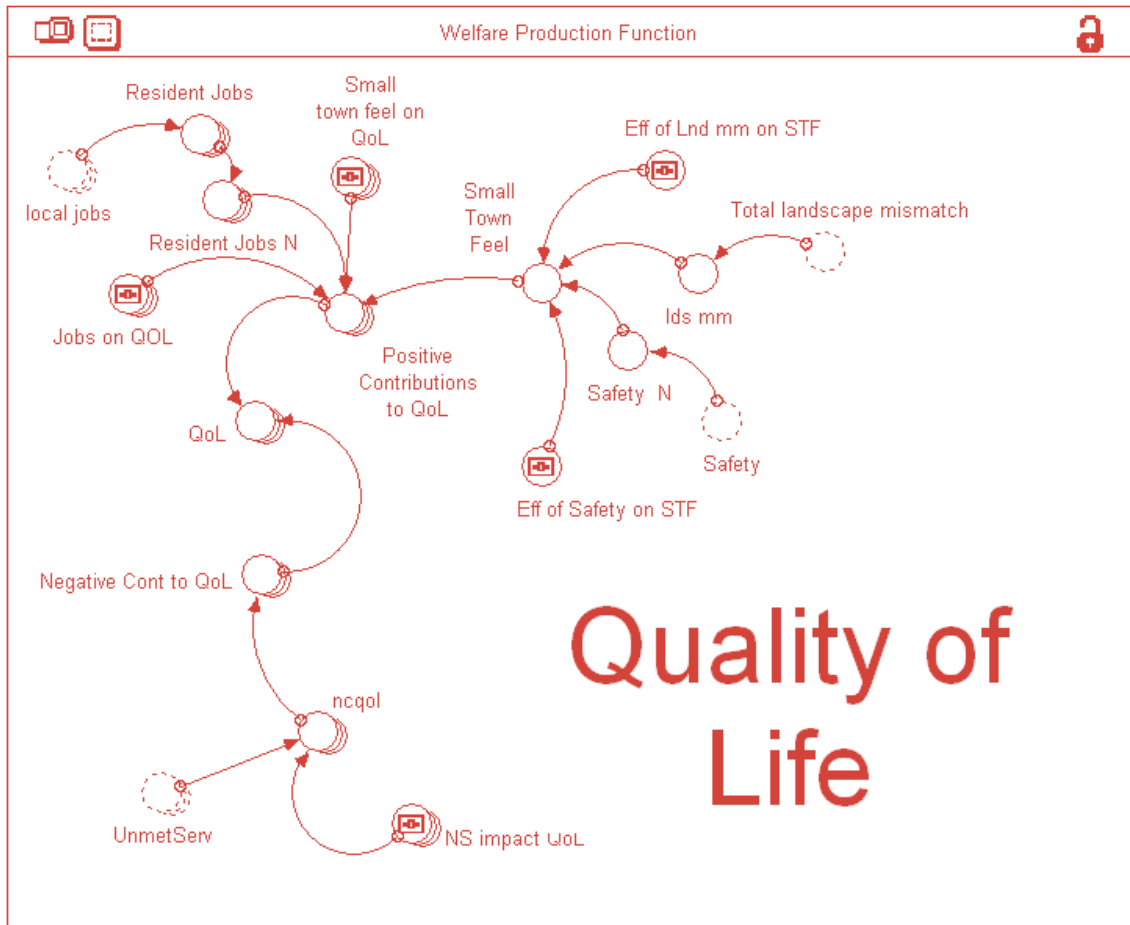 Welfare Production Function
Resident Jobs
Small
town feel on
QoL
Eff of Lnd mm on STF
local jobs
Small
Town
Feel
Total landscape mismatch
Resident Jobs N
Jobs on QOL
lds mm
Positive
Contributions
to QoL
Safety N
QoL
Safety
Eff of Safety on STF
Negative Cont to QoL
Quality of
Life
ncqol
UnmetServ
NS impact QoL